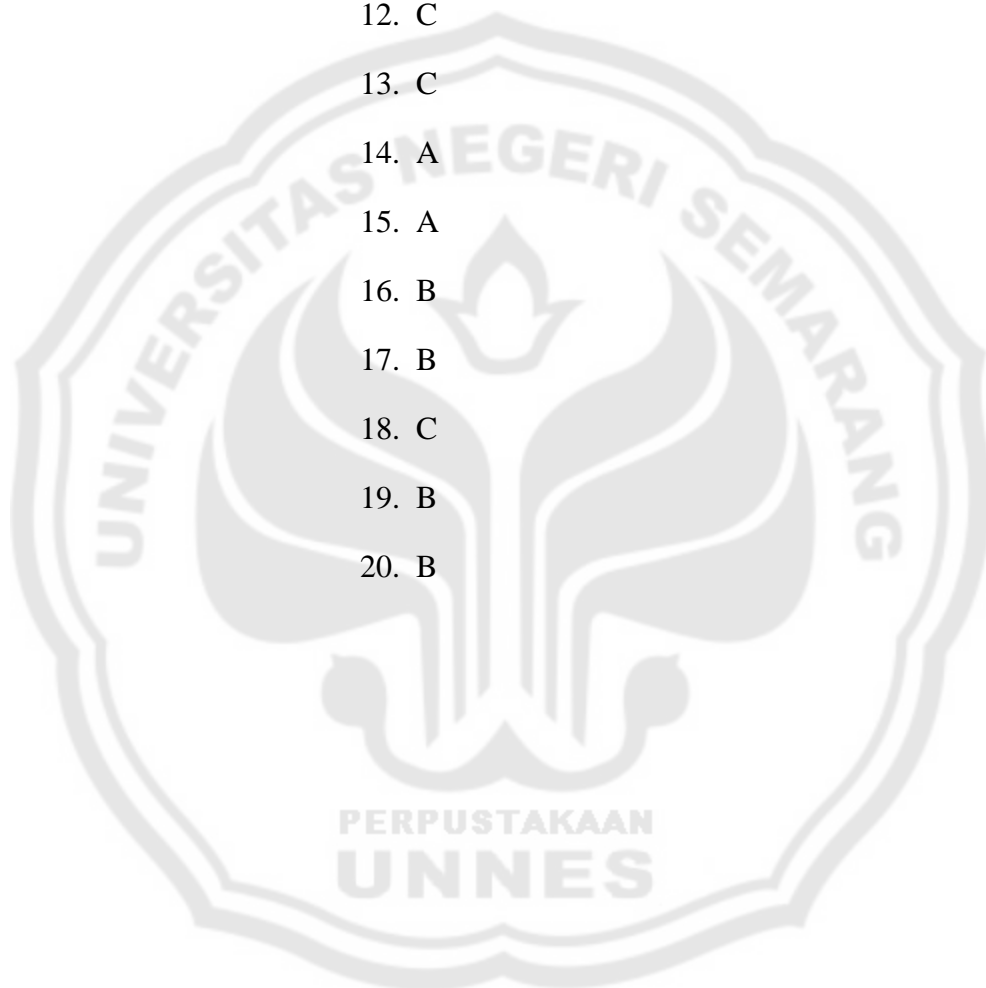 12. C
13. C
14. A
15. A
16. B
17. B
18. C
19. B
20. B
UNIVERSITAS NEGERI SEMARANG
PERPUSTAKAAN
UNNES